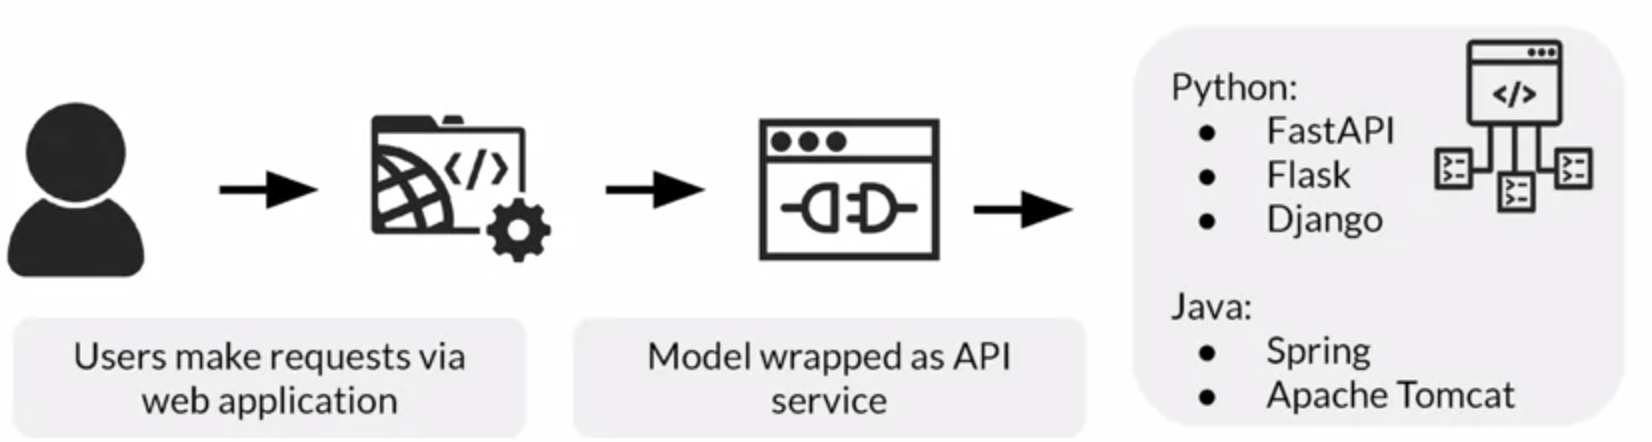 Users make requests via
web application
Model wrapped as API
service
Python:
● FastAPI
● Flask
● Django
Java:
● Spring
● Apache Tomcat